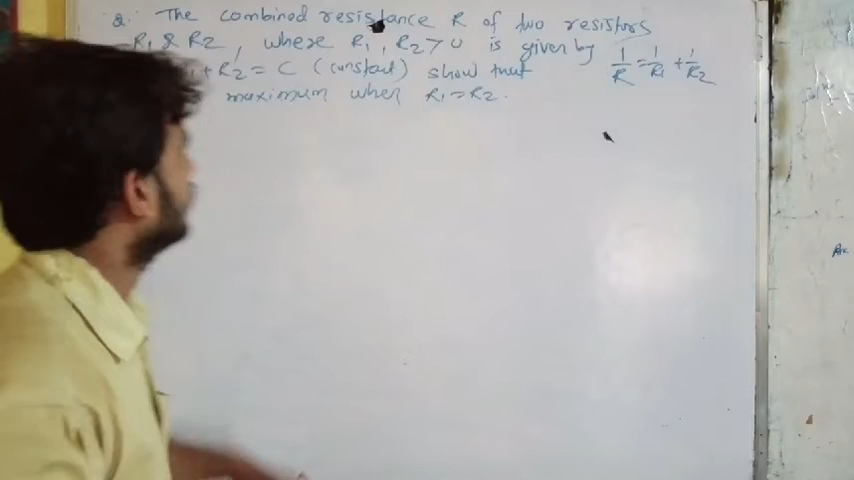 Q: The combined resistance R of two resistors
R1 & R2, where R1, R2 > 0 is given by 1/R = 1/R1 + 1/R2
+ R2 = C (constant) show that
maximum when R1 = R2.